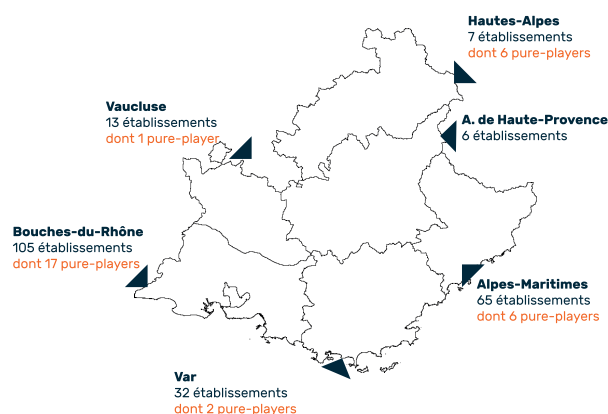 Hautes-Alpes
7 établissements
dont 6 pure-players
Vaucluse
13 établissements
dont 1 pure-player
A. de Haute-Provence
6 établissements
Bouches-du-Rhône
105 établissements
dont 17 pure-players
Alpes-Maritimes
65 établissements
dont 6 pure-players
Var
32 établissements
dont 2 pure-players